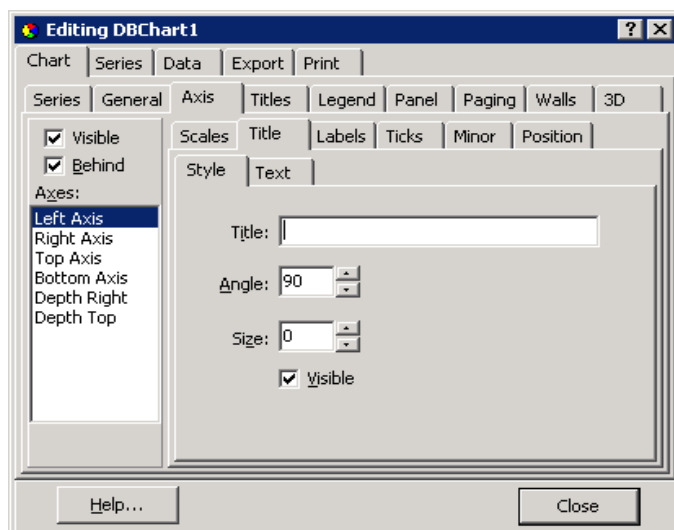 Editing DBChart1
Chart Series Data Export Print
Series General Axis Titles Legend Panel Paging Walls 3D
Visible
Behind
Axes:
Left Axis
Right Axis
Top Axis
Bottom Axis
Depth Right
Depth Top
Scales Title Labels Ticks Minor Position
Style Text
Title:
Angle: 90
Size: 0
Visible
Help... Close